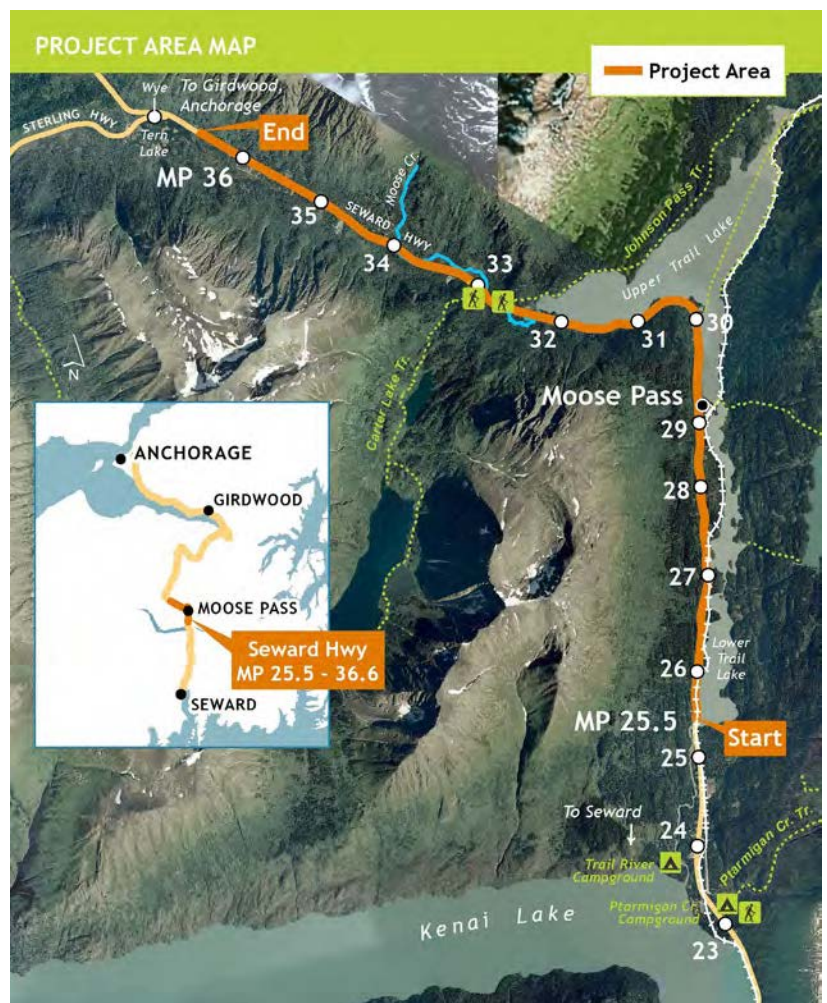 PROJECT AREA MAP
Project Area
Wye
To Girdwood,
Anchorage
STERLING HWY
Tern
Lake
End
MP 36
35
SEWARD HWY
34
Moose Cr.
33
32
31
30
Johnson Pass Tr.
Upper Trail Lake
N
Carter Lake Tr.
Moose Pass
29
28
27
26
Lower
Trail
Lake
MP 25.5
Start
25
To Seward
24
Trail River
Campground
Ptarmigan Cr. Tr.
Ptarmigan Cr.
Campground
23
Kenai Lake
ANCHORAGE
GIRDWOOD
MOOSE PASS
Seward Hwy
MP 25.5 - 36.6
SEWARD